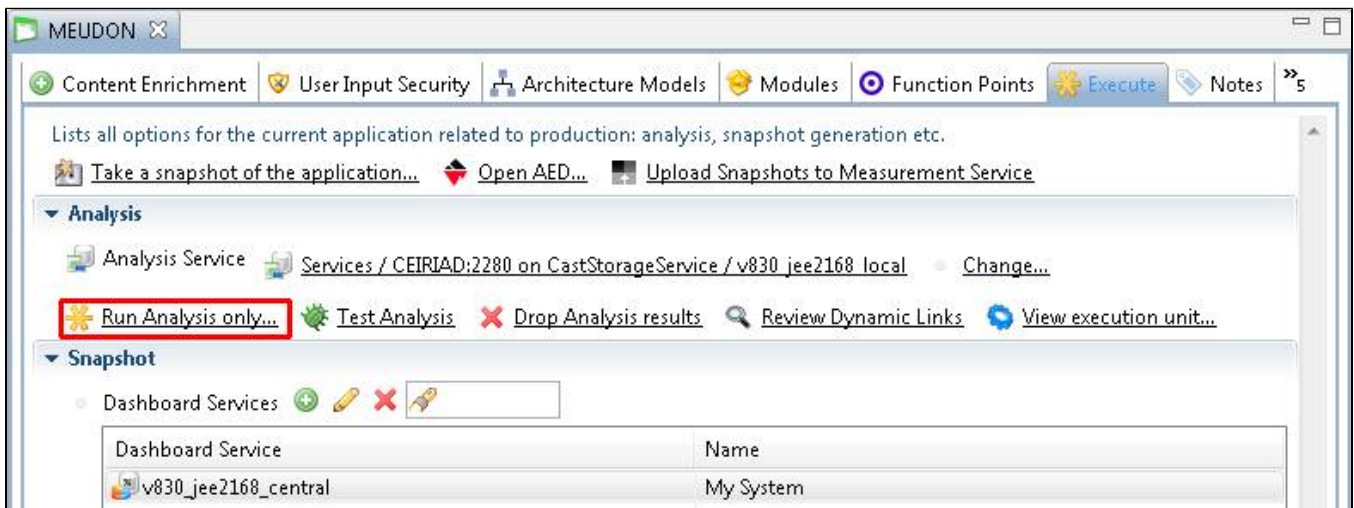 MEUDON
Content Enrichment User Input Security Architecture Models Modules Function Points Execute Notes »5
Lists all options for the current application related to production: analysis, snapshot generation etc.
Take a snapshot of the application... Open AED... Upload Snapshots to Measurement Service
Analysis
Analysis Service Services / CEIRIAD:2280 on CastStorageService / v830_jee2168_local Change...
Run Analysis only... Test Analysis Drop Analysis results Review Dynamic Links View execution unit...
Snapshot
Dashboard Services
Dashboard Service Name
v830_jee2168_central My System